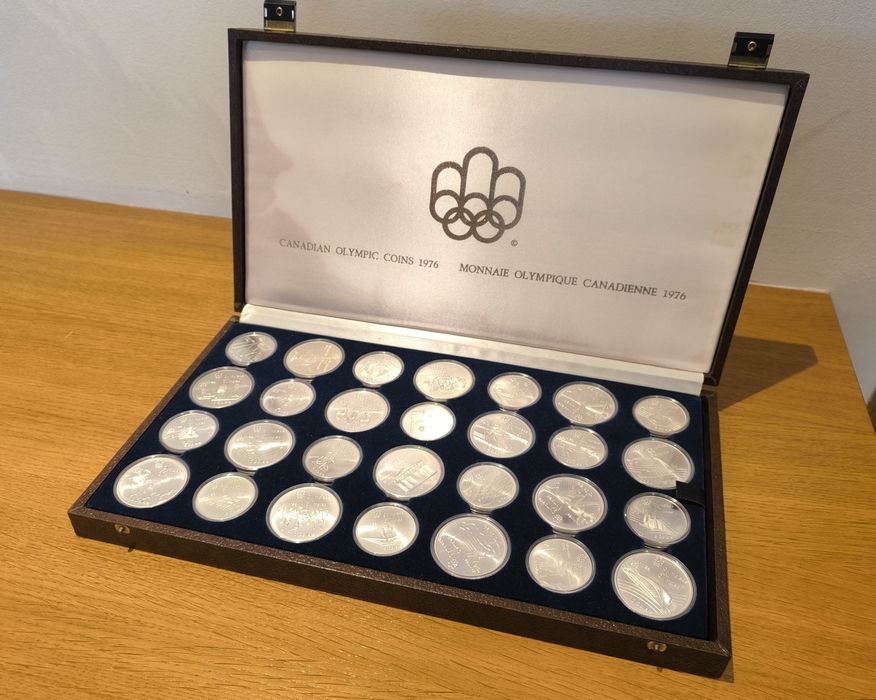 ©
CANADIAN OLYMPIC COINS 1976 MONNAIE OLYMPIQUE CANADIENNE 1976